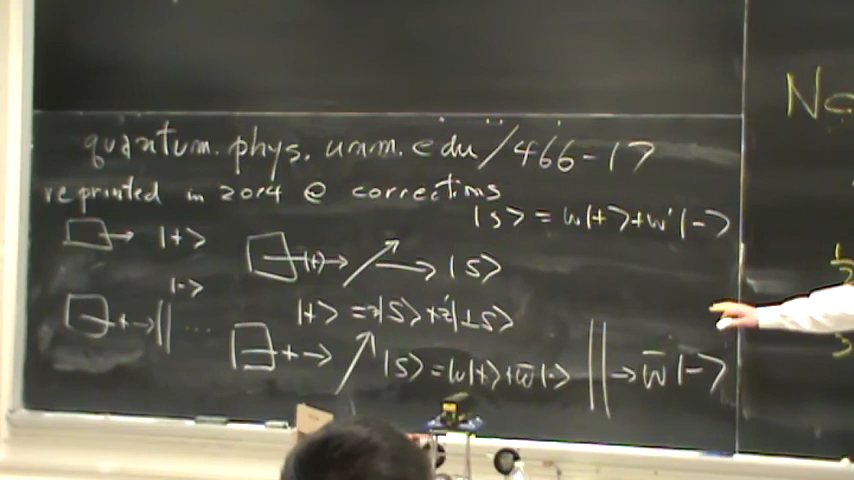 quantum.phys.unm.edu/466-17
reprinted in 2014 @ corrections
|s> = w|+> + w'|->
|+>
|+> |s>
|->
+ ...
|+> = z|s> + z'|⊥s>
+ |s> = w|+> + w̄|-> → w̄|->